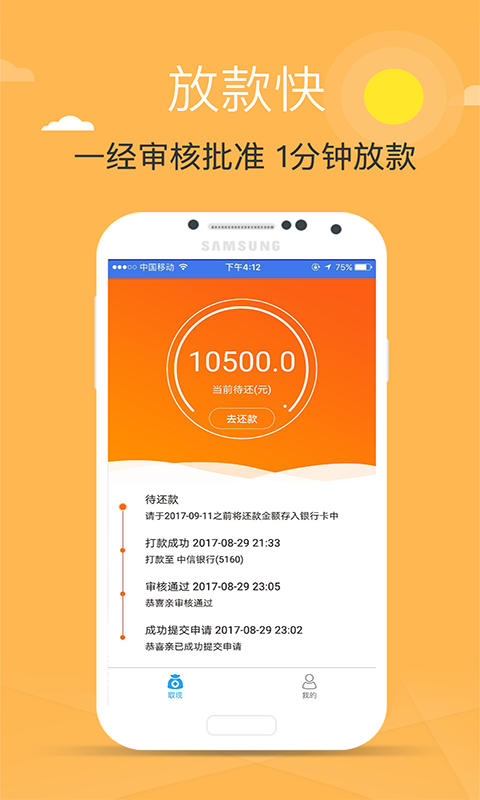 放款快
一经审核批准 1分钟放款
SAMSUNG
中国移动 下午4:12 75%
10500.0
当前待还(元)
去还款
待还款
请于2017-09-11之前将还款金额存入银行卡中
打款成功 2017-08-29 21:33
打款至 中信银行(5160)
审核通过 2017-08-29 23:05
恭喜亲审核通过
成功提交申请 2017-08-29 23:02
恭喜亲已成功提交申请
取现 我的